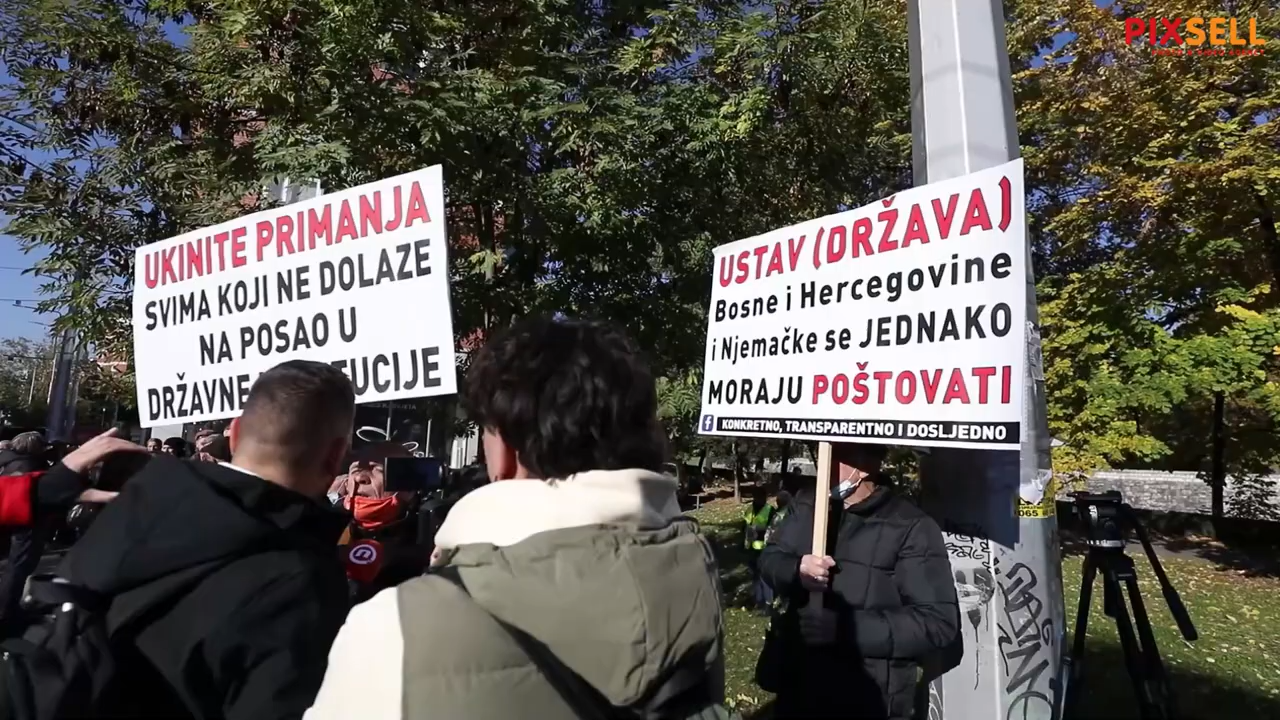 PIXSELL
UKINITE PRIMANJA
SVIMA KOJI NE DOLAZE
NA POSAO U
DRŽAVNE
USTAV (DRŽAVA)
Bosne i Hercegovine
i Njemačke se JEDNAKO
MORAJU POŠTOVATI
KONKRETNO, TRANSPARENTNO I DOSLJEDNO